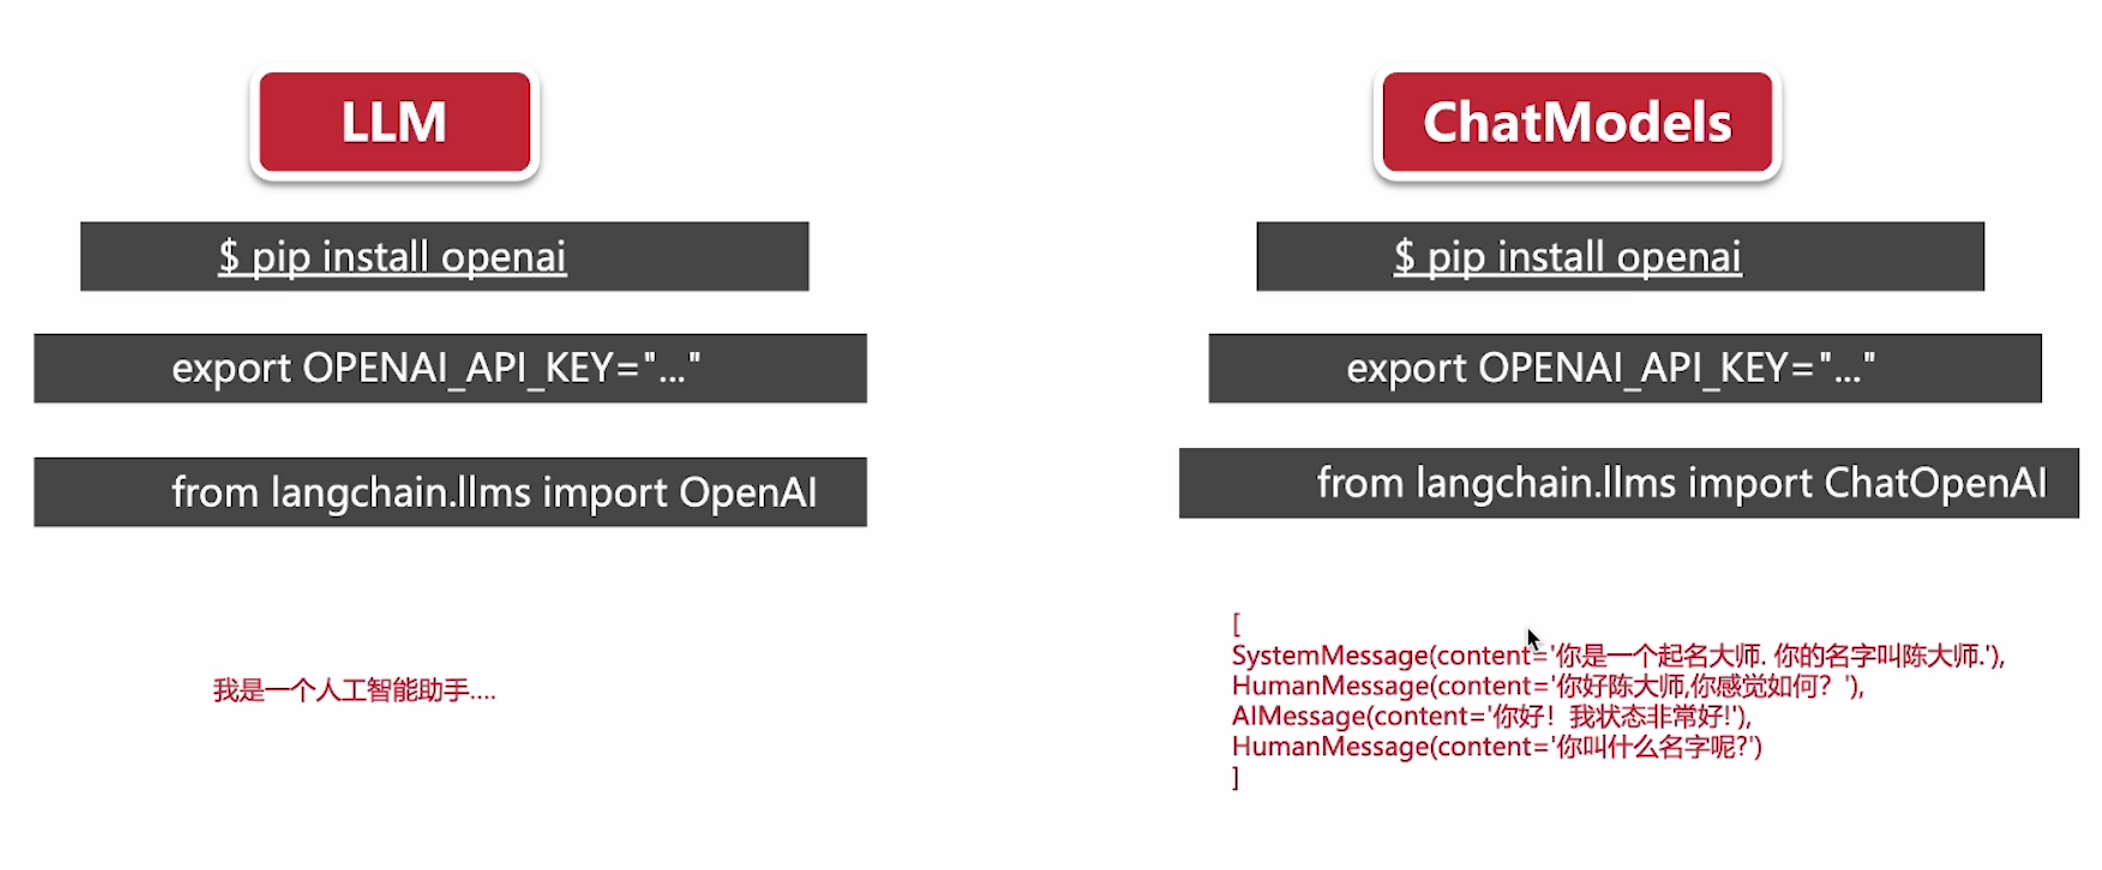 LLM
$ pip install openai
export OPENAI_API_KEY="..."
from langchain.llms import OpenAI
我是一个人工智能助手....
ChatModels
$ pip install openai
export OPENAI_API_KEY="..."
from langchain.llms import ChatOpenAI
[
SystemMessage(content='你是一个起名大师. 你的名字叫陈大师.'),
HumanMessage(content='你好陈大师,你感觉如何？'),
AIMessage(content='你好！我状态非常好!'),
HumanMessage(content='你叫什么名字呢?')
]